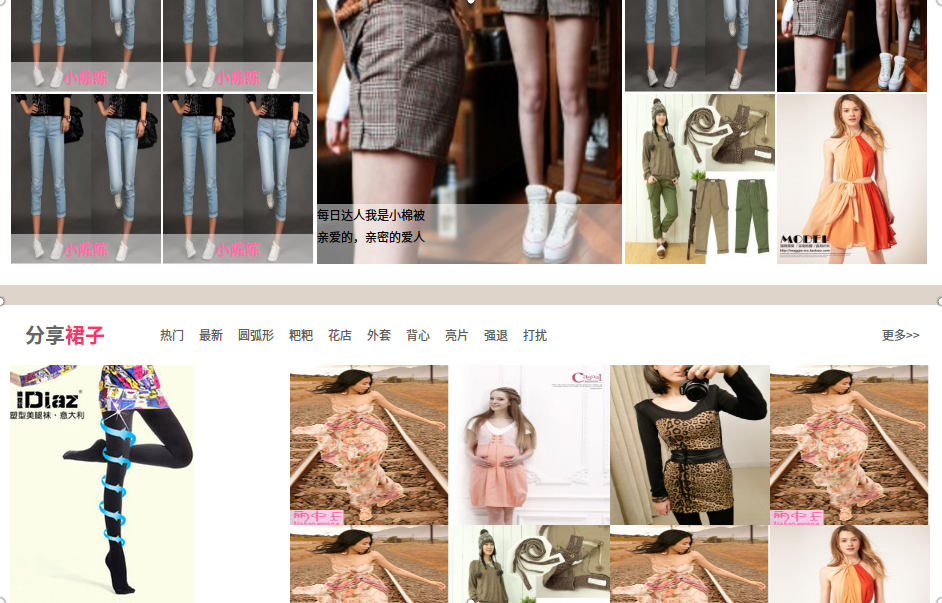 小陈陈
小陈陈
小陈陈
小陈陈
每日达人我是小棉被
亲爱的，亲密的爱人
MODEL
分享裙子
热门 最新 圆弧形 粑粑 花店 外套 背心 亮片 强退 打扰
更多>>
iDiaz
塑型美腿袜·意大利